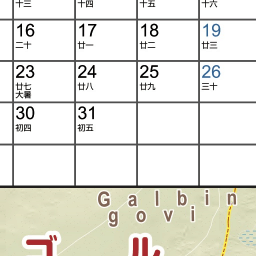 十三 十四 十五 十六
16 17 18 19
二十 廿一 廿二 廿三
23 24 25 26
廿七 廿八 廿九 三十
大暑
30 31
初四 初五
Galbin
govi
ゴル